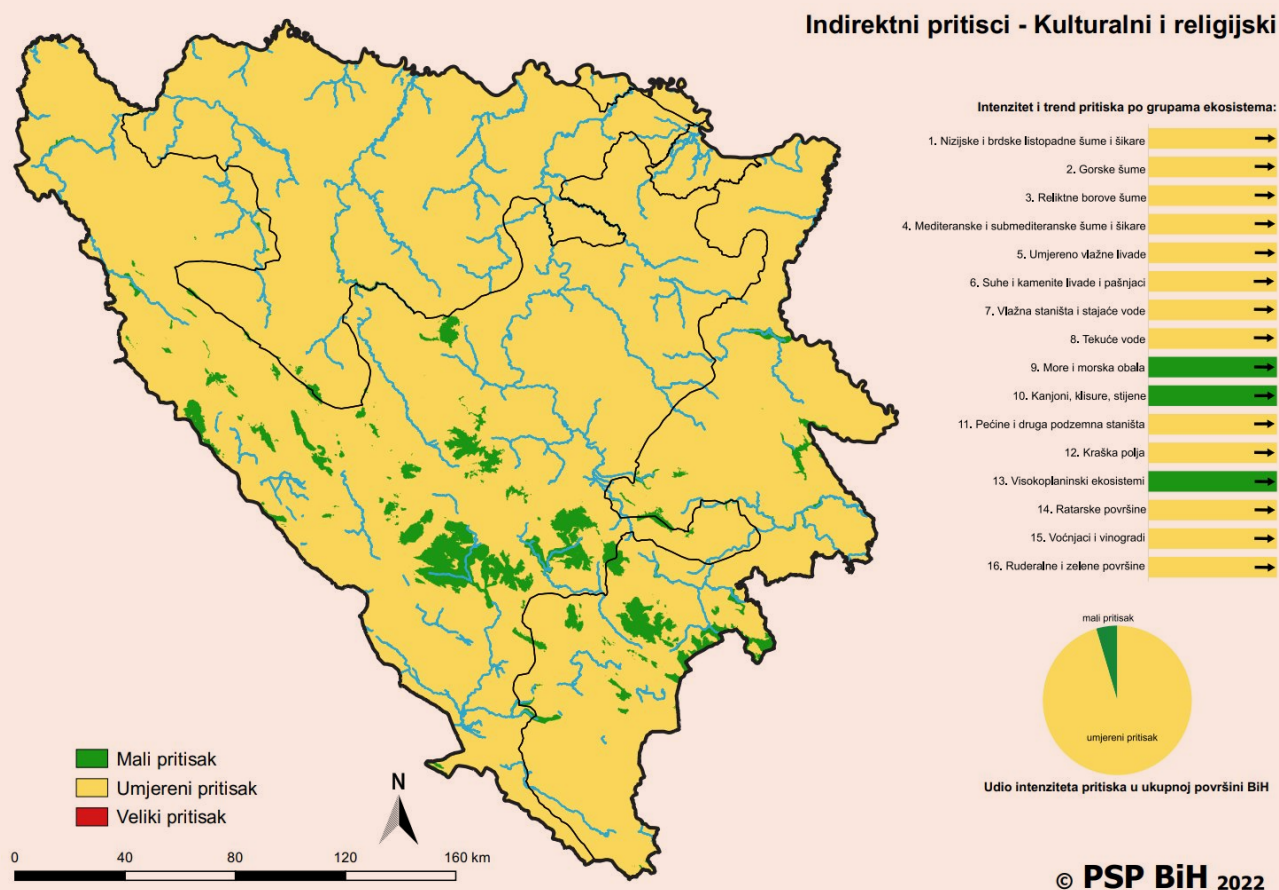 Indirektni pritisci - Kulturalni i religijski
Intenzitet i trend pritiska po grupama ekosistema:
1. Nizijske i brdske listopadne šume i šikare
2. Gorske šume
3. Reliktne borove šume
4. Mediteranske i submediteranske šume i šikare
5. Umjereno vlažne livade
6. Suhe i kamenite livade i pašnjaci
7. Vlažna staništa i stajaće vode
8. Tekuće vode
9. More i morska obala
10. Kanjoni, klisure, stijene
11. Pećine i druga podzemna staništa
12. Kraška polja
13. Visokoplaninski ekosistemi
14. Ratarske površine
15. Voćnjaci i vinogradi
16. Ruderalne i zelene površine
mali pritisak
umjereni pritisak
Udio intenziteta pritiska u ukupnoj površini BiH
Mali pritisak
Umjereni pritisak
Veliki pritisak
N
0 40 80 120 160 km
© PSP BiH 2022